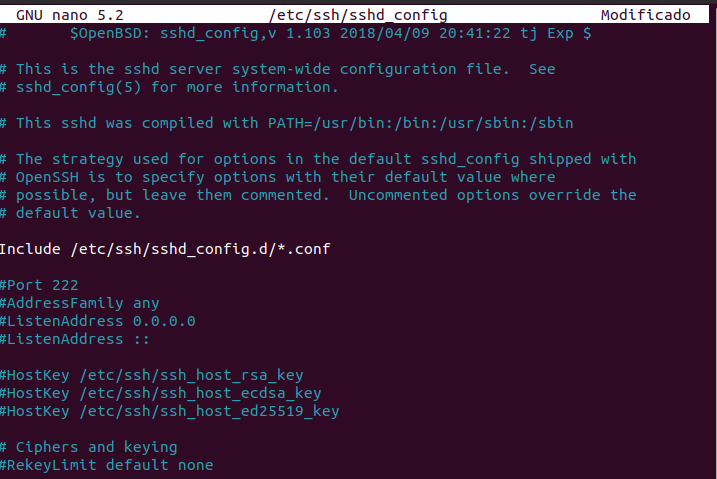 GNU nano 5.2 /etc/ssh/sshd_config Modificado
# $OpenBSD: sshd_config,v 1.103 2018/04/09 20:41:22 tj Exp $
# This is the sshd server system-wide configuration file. See
# sshd_config(5) for more information.
# This sshd was compiled with PATH=/usr/bin:/bin:/usr/sbin:/sbin
# The strategy used for options in the default sshd_config shipped with
# OpenSSH is to specify options with their default value where
# possible, but leave them commented. Uncommented options override the
# default value.
Include /etc/ssh/sshd_config.d/*.conf
#Port 222
#AddressFamily any
#ListenAddress 0.0.0.0
#ListenAddress ::
#HostKey /etc/ssh/ssh_host_rsa_key
#HostKey /etc/ssh/ssh_host_ecdsa_key
#HostKey /etc/ssh/ssh_host_ed25519_key
# Ciphers and keying
#RekeyLimit default none